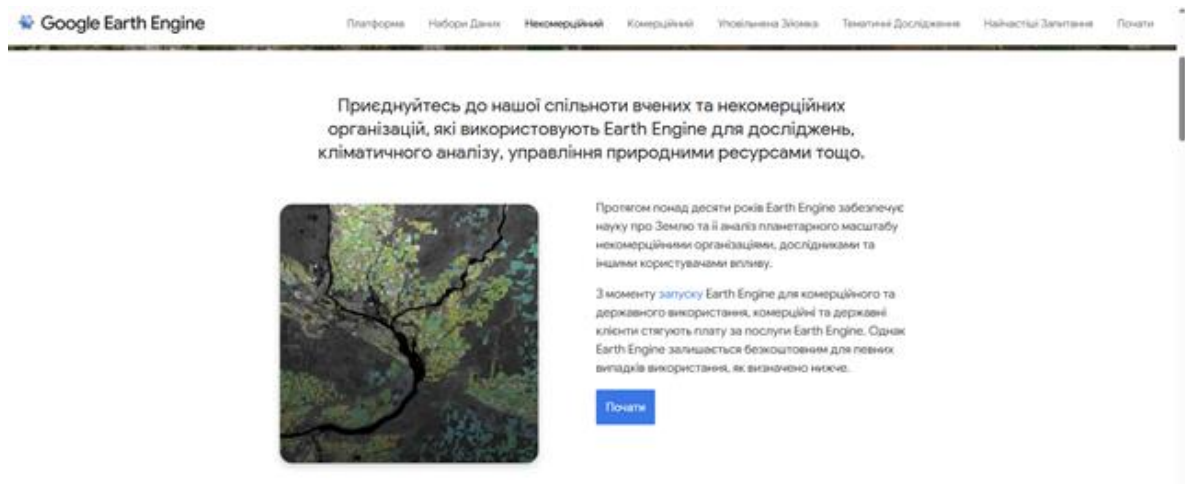 Google Earth Engine
Платформа Набори Даних Некомерційний Комерційний Уповільнена Зйомка Тематичні Дослідження Найчастіші Запитання Почати
Приєднуйтесь до нашої спільноти вчених та некомерційних
організацій, які використовують Earth Engine для досліджень,
кліматичного аналізу, управління природними ресурсами тощо.
Протягом понад десяти років Earth Engine забезпечує
науку про Землю та її аналіз планетарного масштабу
некомерційними організаціями, дослідниками та
іншими користувачами впливу.
З моменту запуску Earth Engine для комерційного та
державного використання, комерційні та державні
клієнти стягують плату за послуги Earth Engine. Однак
Earth Engine залишається безкоштовним для певних
випадків використання, як визначено нижче.
Почати